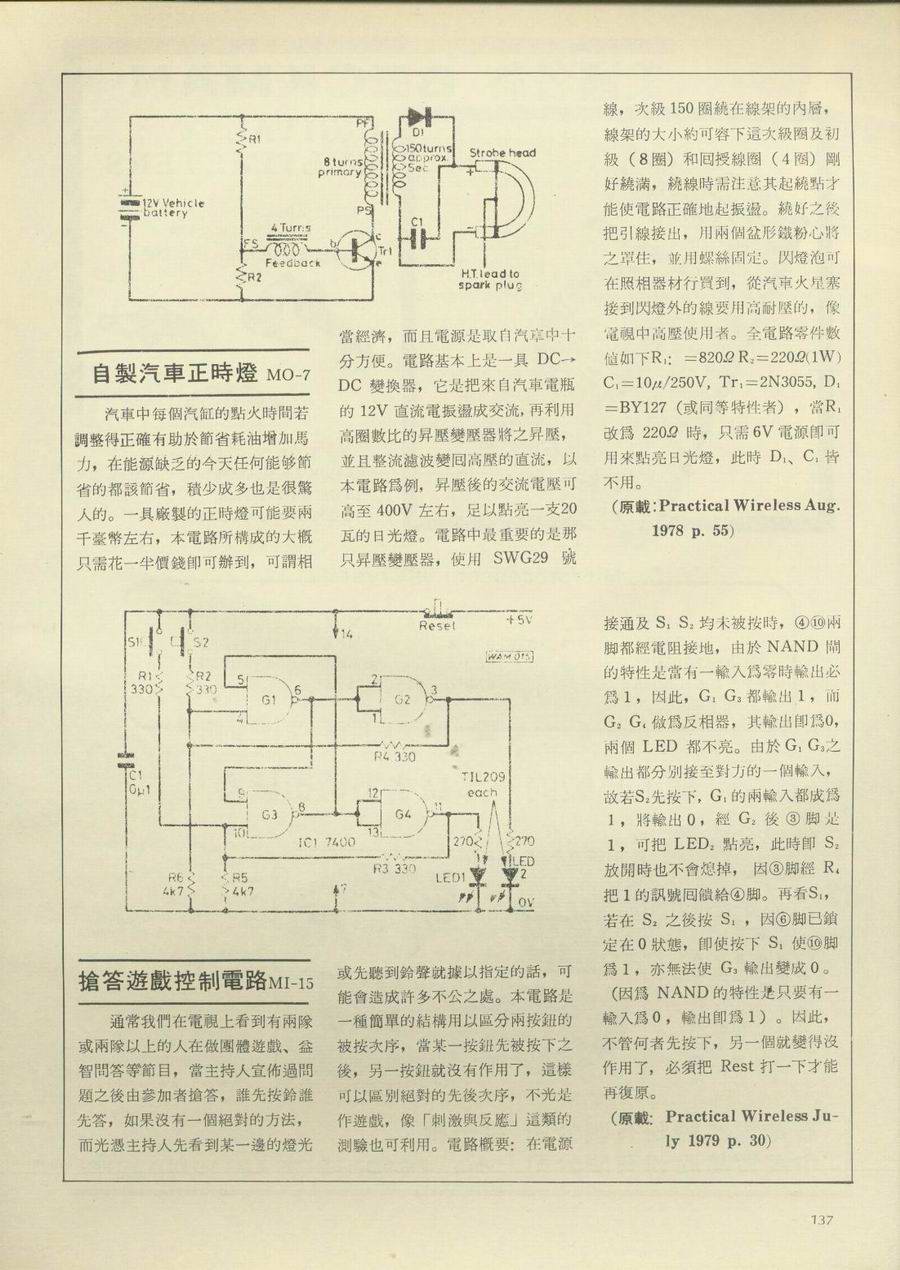 R1
PF
D1
8 turns
primary
150 turns
approx.
Sec.
Strobe head
+
12V Vehicle
battery
PS
C1
4 Turns
FS
b
c
Tr1
e
Feedback
R2
H.T. lead to
spark plug
自製汽車正時燈 MO-7
汽車中每個汽缸的點火時間若
調整得正確有助於節省耗油增加馬
力，在能源缺乏的今天任何能够節
省的都該節省，積少成多也是很驚
人的。一具廠製的正時燈可能要兩
千臺幣左右，本電路所構成的大概
只需花一半價錢即可辦到，可謂相
當經濟，而且電源是取自汽車中十
分方便。電路基本上是一具 DC→
DC 變換器，它是把來自汽車電瓶
的 12V 直流電振盪成交流，再利用
高圈數比的昇壓變壓器將之昇壓，
並且整流濾波變回高壓的直流，以
本電路爲例，昇壓後的交流電壓可
高至 400V 左右，足以點亮一支20
瓦的日光燈。電路中最重要的是那
只昇壓變壓器，使用 SWG29 號
線，次級 150 圈繞在線架的內層，
線架的大小約可容下這次級圈及初
級（8圈）和回授線圈（4圈）剛
好繞滿，繞線時需注意其起繞點才
能使電路正確地起振盪。繞好之後
把引線接出，用兩個盆形鐵粉心將
之罩住，並用螺絲固定。閃燈泡可
在照相器材行買到，從汽車火星塞
接到閃燈外的線要用高耐壓的，像
電視中高壓使用者。全電路零件數
值如下R₁：=820Ω R₂=220Ω(1W)
C₁=10μ/250V, Tr₁=2N3055, D₁
=BY127（或同等特性者），當R₁
改爲 220Ω 時，只需6V 電源即可
用來點亮日光燈，此時 D₁、C₁ 皆
不用。
（原載：Practical Wireless Aug.
1978 p. 55）
Reset
+5V
14
WAM 015
S1
S2
R1
330
R2
330
5
4
G1
6
2
1
G2
3
R4 330
TIL209
each
C1
0μ1
9
10
G3
8
12
13
G4
11
IC1 7400
R3 330
270
270
R6
4k7
R5
4k7
7
LED1
LED
2
0V
搶答遊戲控制電路MI-15
通常我們在電視上看到有兩隊
或兩隊以上的人在做團體遊戲、益
智問答等節目，當主持人宣佈過問
題之後由參加者搶答，誰先按鈴誰
先答，如果沒有一個絕對的方法，
而光憑主持人先看到某一邊的燈光
或先聽到鈴聲就據以指定的話，可
能會造成許多不公之處。本電路是
一種簡單的結構用以區分兩按鈕的
被按次序，當某一按鈕先被按下之
後，另一按鈕就沒有作用了，這樣
可以區別絕對的先後次序，不光是
作遊戲，像「刺激與反應」這類的
測驗也可利用。電路概要：在電源
接通及 S₁ S₂ 均未被按時，④⑩兩
脚都經電阻接地，由於 NAND 閘
的特性是當有一輸入爲零時輸出必
爲1，因此，G₁ G₃ 都輸出1，而
G₂ G₄ 做爲反相器，其輸出即爲0，
兩個 LED 都不亮。由於 G₁ G₃之
輸出都分別接至對方的一個輸入，
故若S₂先按下，G₁ 的兩輸入都成爲
1，將輸出 0，經 G₂ 後 ③ 脚是
1，可把 LED₂ 點亮，此時即 S₂
放開時也不會熄掉，因③脚經 R₄
把1的訊號回饋給④脚。再看S₁，
若在 S₂ 之後按 S₁，因⑥脚已鎖
定在0狀態，即使按下 S₁ 使⑩脚
爲1，亦無法使 G₃ 輸出變成0。
（因爲 NAND 的特性是只要有一
輸入爲0，輸出即爲1）。因此，
不管何者先按下，另一個就變得沒
作用了，必須把 Rest 打一下才能
再復原。
（原載：Practical Wireless Ju-
ly 1979 p. 30）
137